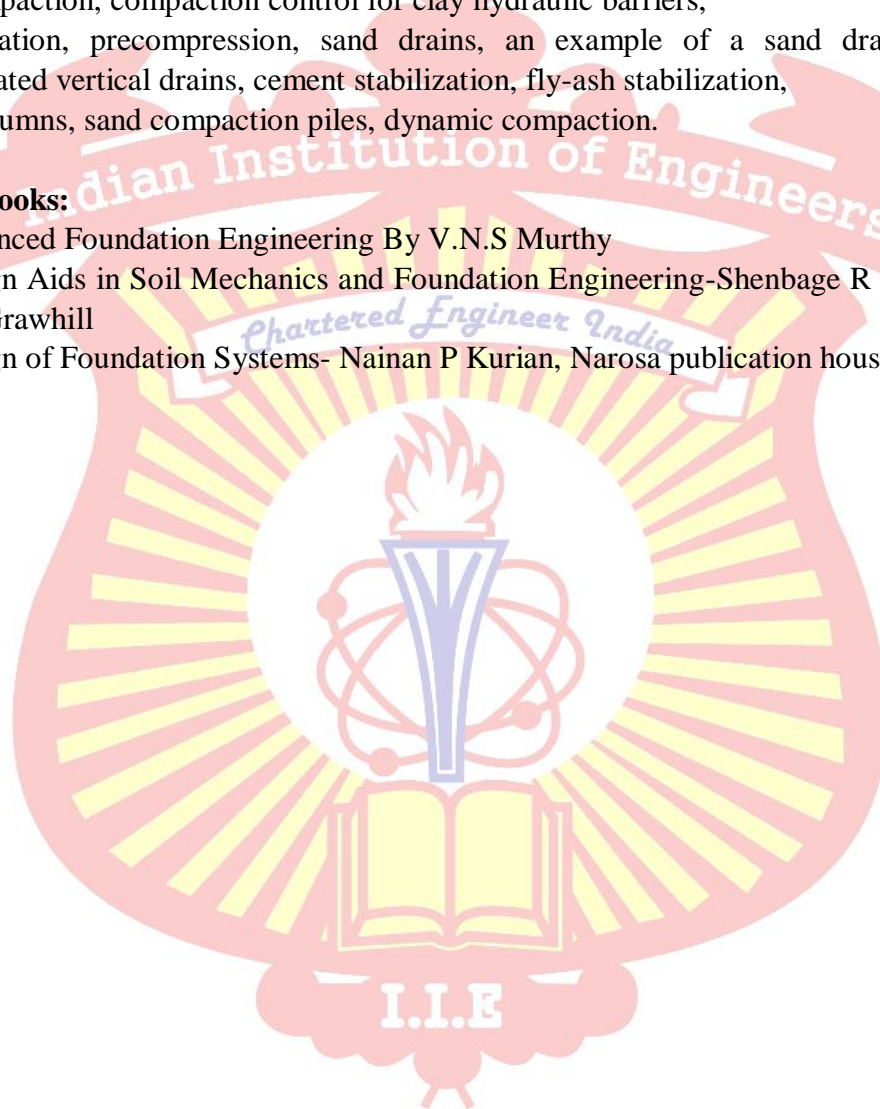 paction, compaction control for clay hydraulic barriers,
ation, precompression, sand drains, an example of a sand dra
ated vertical drains, cement stabilization, fly-ash stabilization,
umns, sand compaction piles, dynamic compaction.
Indian Institution of Engineers
ooks:
nced Foundation Engineering By V.N.S Murthy
gn Aids in Soil Mechanics and Foundation Engineering-Shenbage R
Grawhill
Chartered Engineer India
gn of Foundation Systems- Nainan P Kurian, Narosa publication hous
I.I.E